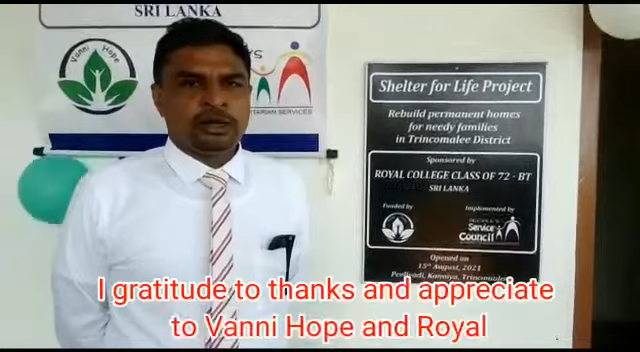 SRI LANKA
Vanni Hope
Shelter for Life Project
Rebuild permanent homes
for needy families
in Trincomalee District
Sponsored by
ROYAL COLLEGE CLASS OF 72 - BT
SRI LANKA
Funded by
Implemented by
Service
Council
Opened on
15th August, 2021
Kanniya,
I gratitude to thanks and appreciate
to Vanni Hope and Royal